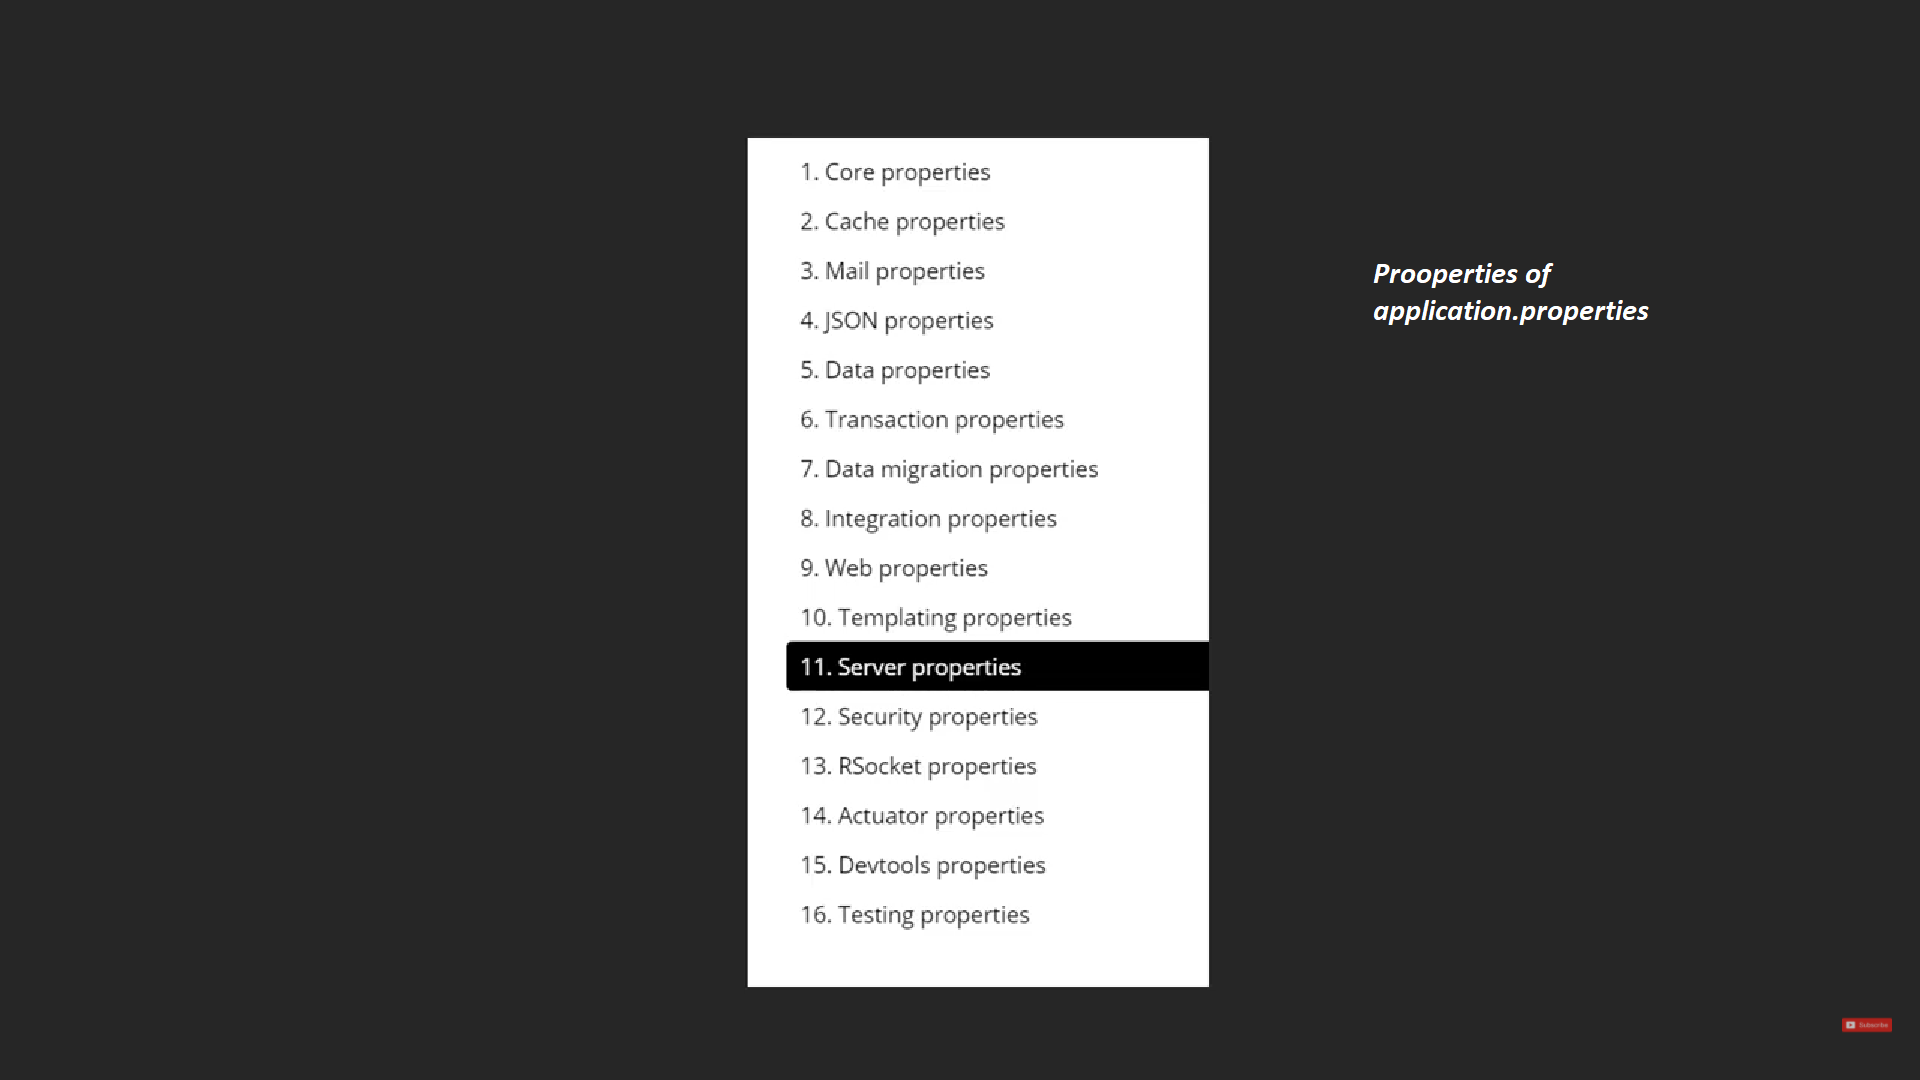 1. Core properties
2. Cache properties
3. Mail properties
4. JSON properties
5. Data properties
6. Transaction properties
7. Data migration properties
8. Integration properties
9. Web properties
10. Templating properties
11. Server properties
12. Security properties
13. RSocket properties
14. Actuator properties
15. Devtools properties
16. Testing properties
Prooperties of
application.properties
Subscribe